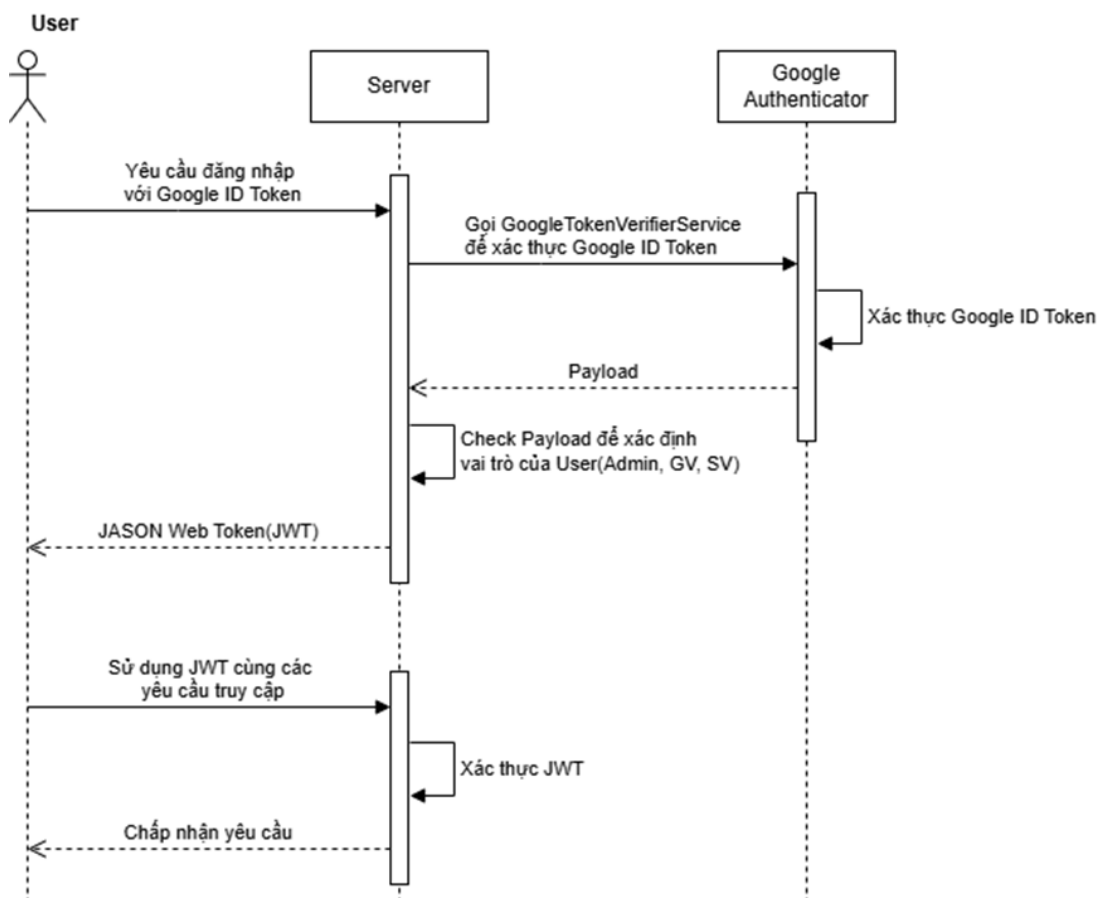 User
Server
Google
Authenticator
Yêu cầu đăng nhập
với Google ID Token
Gọi GoogleTokenVerifierService
để xác thực Google ID Token
Xác thực Google ID Token
Payload
Check Payload để xác định
vai trò của User(Admin, GV, SV)
JASON Web Token(JWT)
Sử dụng JWT cùng các
yêu cầu truy cập
Xác thực JWT
Chấp nhận yêu cầu